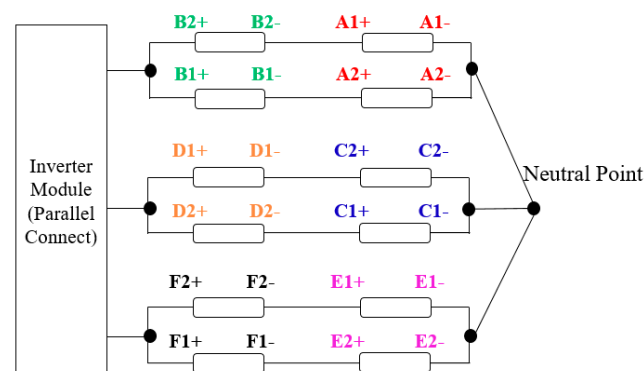 B2+ B2- A1+ A1-
B1+ B1- A2+ A2-
D1+ D1- C2+ C2-
Inverter
Module
(Parallel
Connect)
Neutral Point
D2+ D2- C1+ C1-
F2+ F2- E1+ E1-
F1+ F1- E2+ E2-